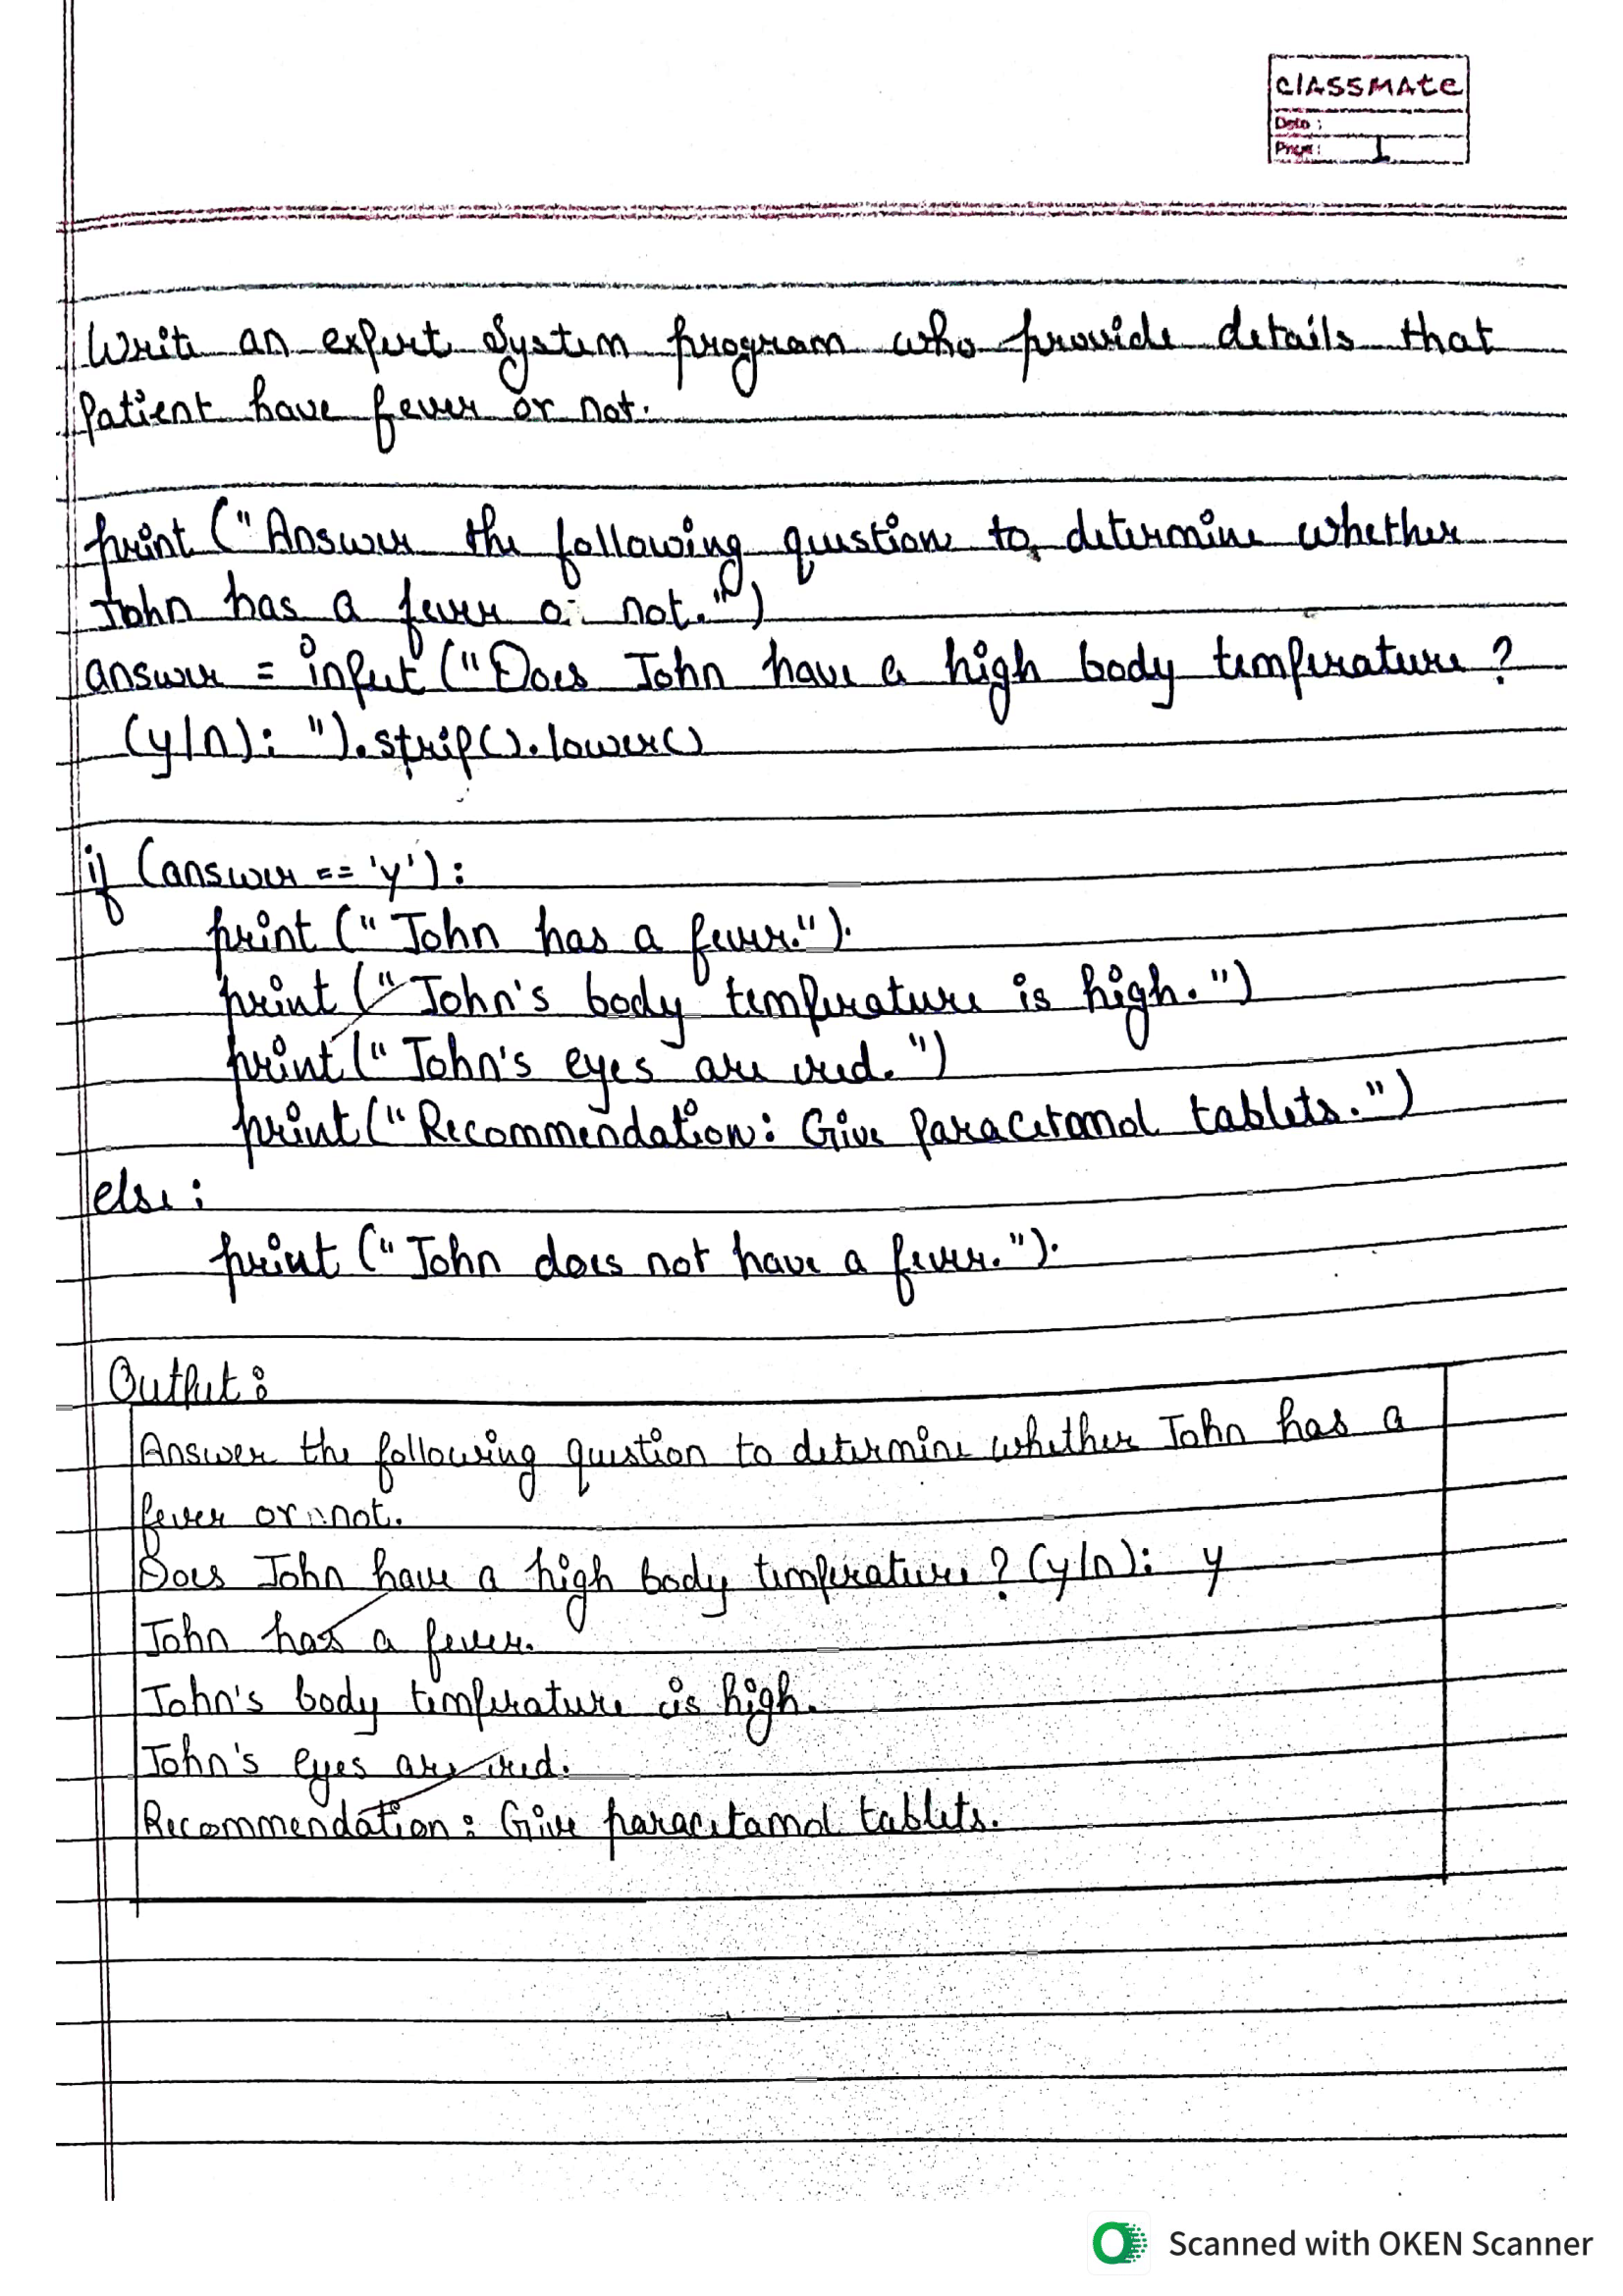 classmate
Date :
Page : 1
Write an expert system program who provide details that
Patient have fever or not.
print ("Answer the following question to determine whether
John has a fever or not.")
answer = input ("Does John have a high body temperature ?
(y/n): ").strip().lower()
if (answer == 'y'):
print ("John has a fever.").
print ("John's body temperature is high.")
print ("John's eyes are red.")
print ("Recommendation: Give Paracetamol tablets.")
else :
print ("John does not have a fever.").
Output :
Answer the following question to determine whether John has a
fever or not.
Does John have a high body temperature ? (y/n): y
John has a fever.
John's body temperature is high.
John's eyes are red.
Recommendation : Give paracetamol tablets.
Scanned with OKEN Scanner